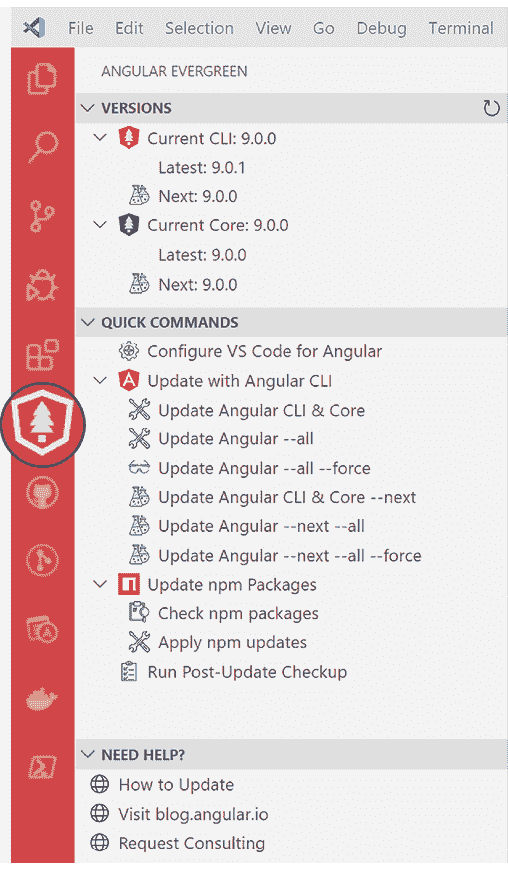 File Edit Selection View Go Debug Terminal
ANGULAR EVERGREEN
VERSIONS
Current CLI: 9.0.0
Latest: 9.0.1
Next: 9.0.0
Current Core: 9.0.0
Latest: 9.0.0
Next: 9.0.0
QUICK COMMANDS
Configure VS Code for Angular
Update with Angular CLI
Update Angular CLI & Core
Update Angular --all
Update Angular --all --force
Update Angular CLI & Core --next
Update Angular --next --all
Update Angular --next --all --force
Update npm Packages
Check npm packages
Apply npm updates
Run Post-Update Checkup
NEED HELP?
How to Update
Visit blog.angular.io
Request Consulting